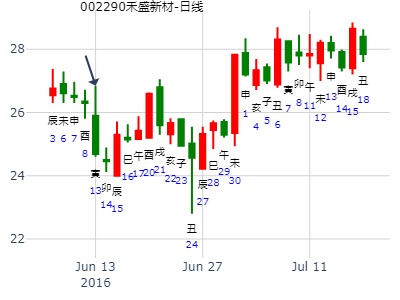 002290禾盛新材-日线
28
26
24
22
辰 未 申 酉 寅 卯 辰 巳 午 酉 戌 亥 子 丑 辰 巳 午 未 申 亥 子 丑 寅 卯 午 未 申 酉 戌 丑
3 6 7 8 13 14 15 16 17 20 21 22 23 24 27 28 29 30 1 4 5 6 7 8 11 12 13 14 15 18
Jun 13
2016
Jun 27
Jul 11